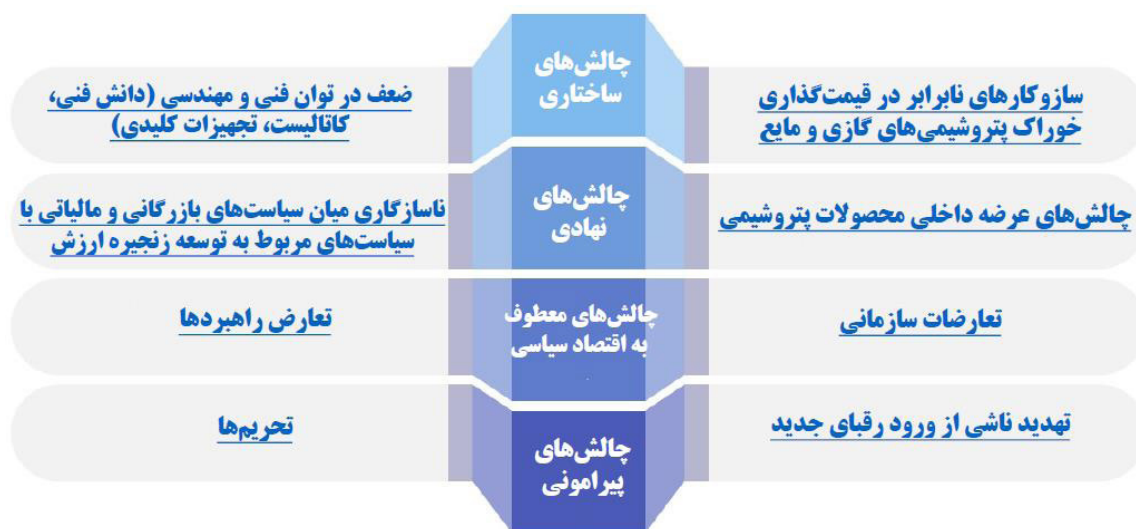 چالش‌های
ساختاری
سازوکارهای نابرابر در قیمت‌گذاری
خوراک پتروشیمی‌های گازی و مایع
ضعف در توان فنی و مهندسی (دانش فنی،
کاتالیست، تجهیزات کلیدی)
چالش‌های
نهادی
چالش‌های عرضه داخلی محصولات پتروشیمی
ناسازگاری میان سیاست‌های بازرگانی و مالیاتی با
سیاست‌های مربوط به توسعه زنجیره ارزش
چالش‌های معطوف
به اقتصاد سیاسی
تعارضات سازمانی
تعارض راهبردها
چالش‌های
پیرامونی
تهدید ناشی از ورود رقبای جدید
تحریم‌ها